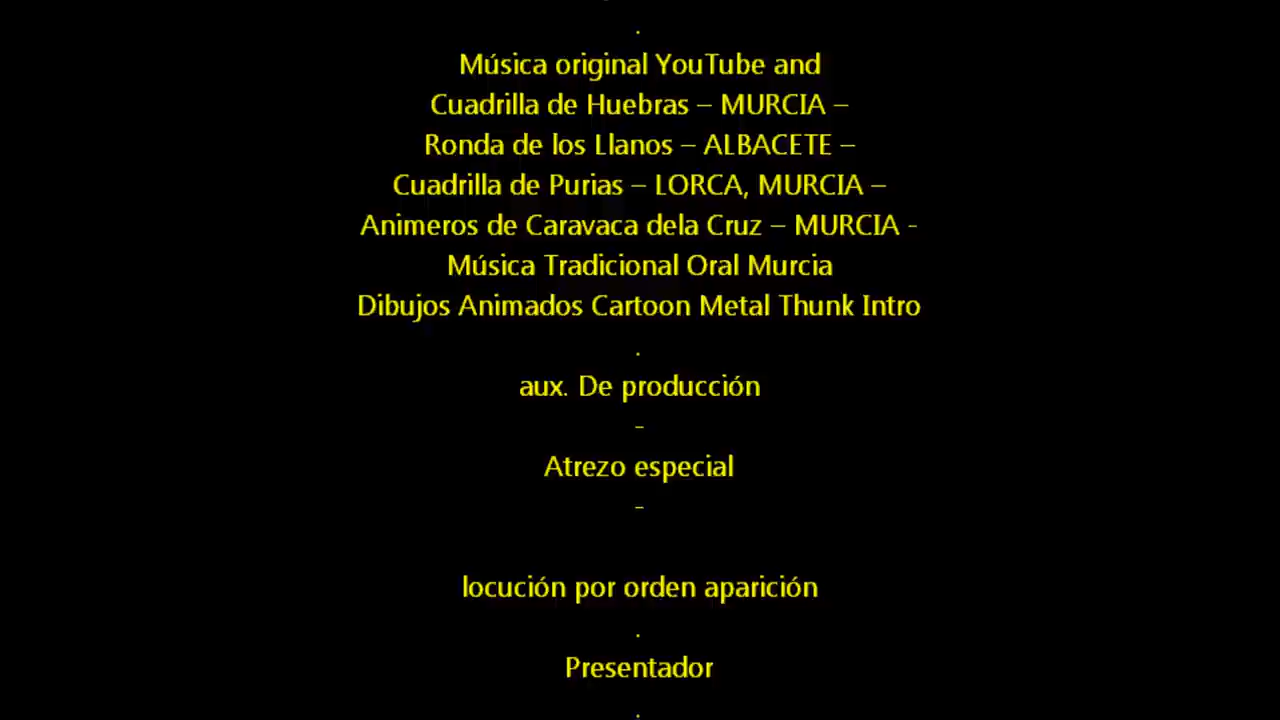 .
Música original YouTube and
Cuadrilla de Huebras – MURCIA –
Ronda de los Llanos – ALBACETE –
Cuadrilla de Purias – LORCA, MURCIA –
Animeros de Caravaca dela Cruz – MURCIA -
Música Tradicional Oral Murcia
Dibujos Animados Cartoon Metal Thunk Intro
.
aux. De producción
-
Atrezo especial
-
locución por orden aparición
.
Presentador
.